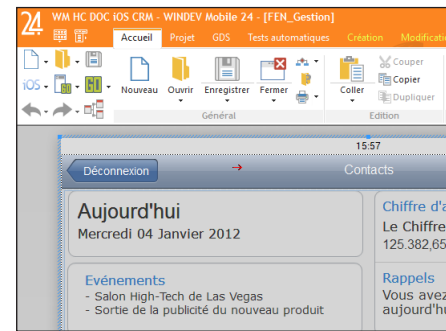 24 WM HC DOC iOS CRM - WINDEV Mobile 24 - [FEN_Gestion]
Accueil Projet GDS Tests automatiques Création Modificati
iOS
Nouveau Ouvrir Enregistrer Fermer
Coller
Couper
Copier
Dupliquer
Général Edition
15:57
Déconnexion Contacts
Aujourd'hui
Mercredi 04 Janvier 2012
Chiffre d'a
Le Chiffre
125.382,65
Evénements
- Salon High-Tech de Las Vegas
- Sortie de la publicité du nouveau produit
Rappels
Vous avez
aujourd'hu